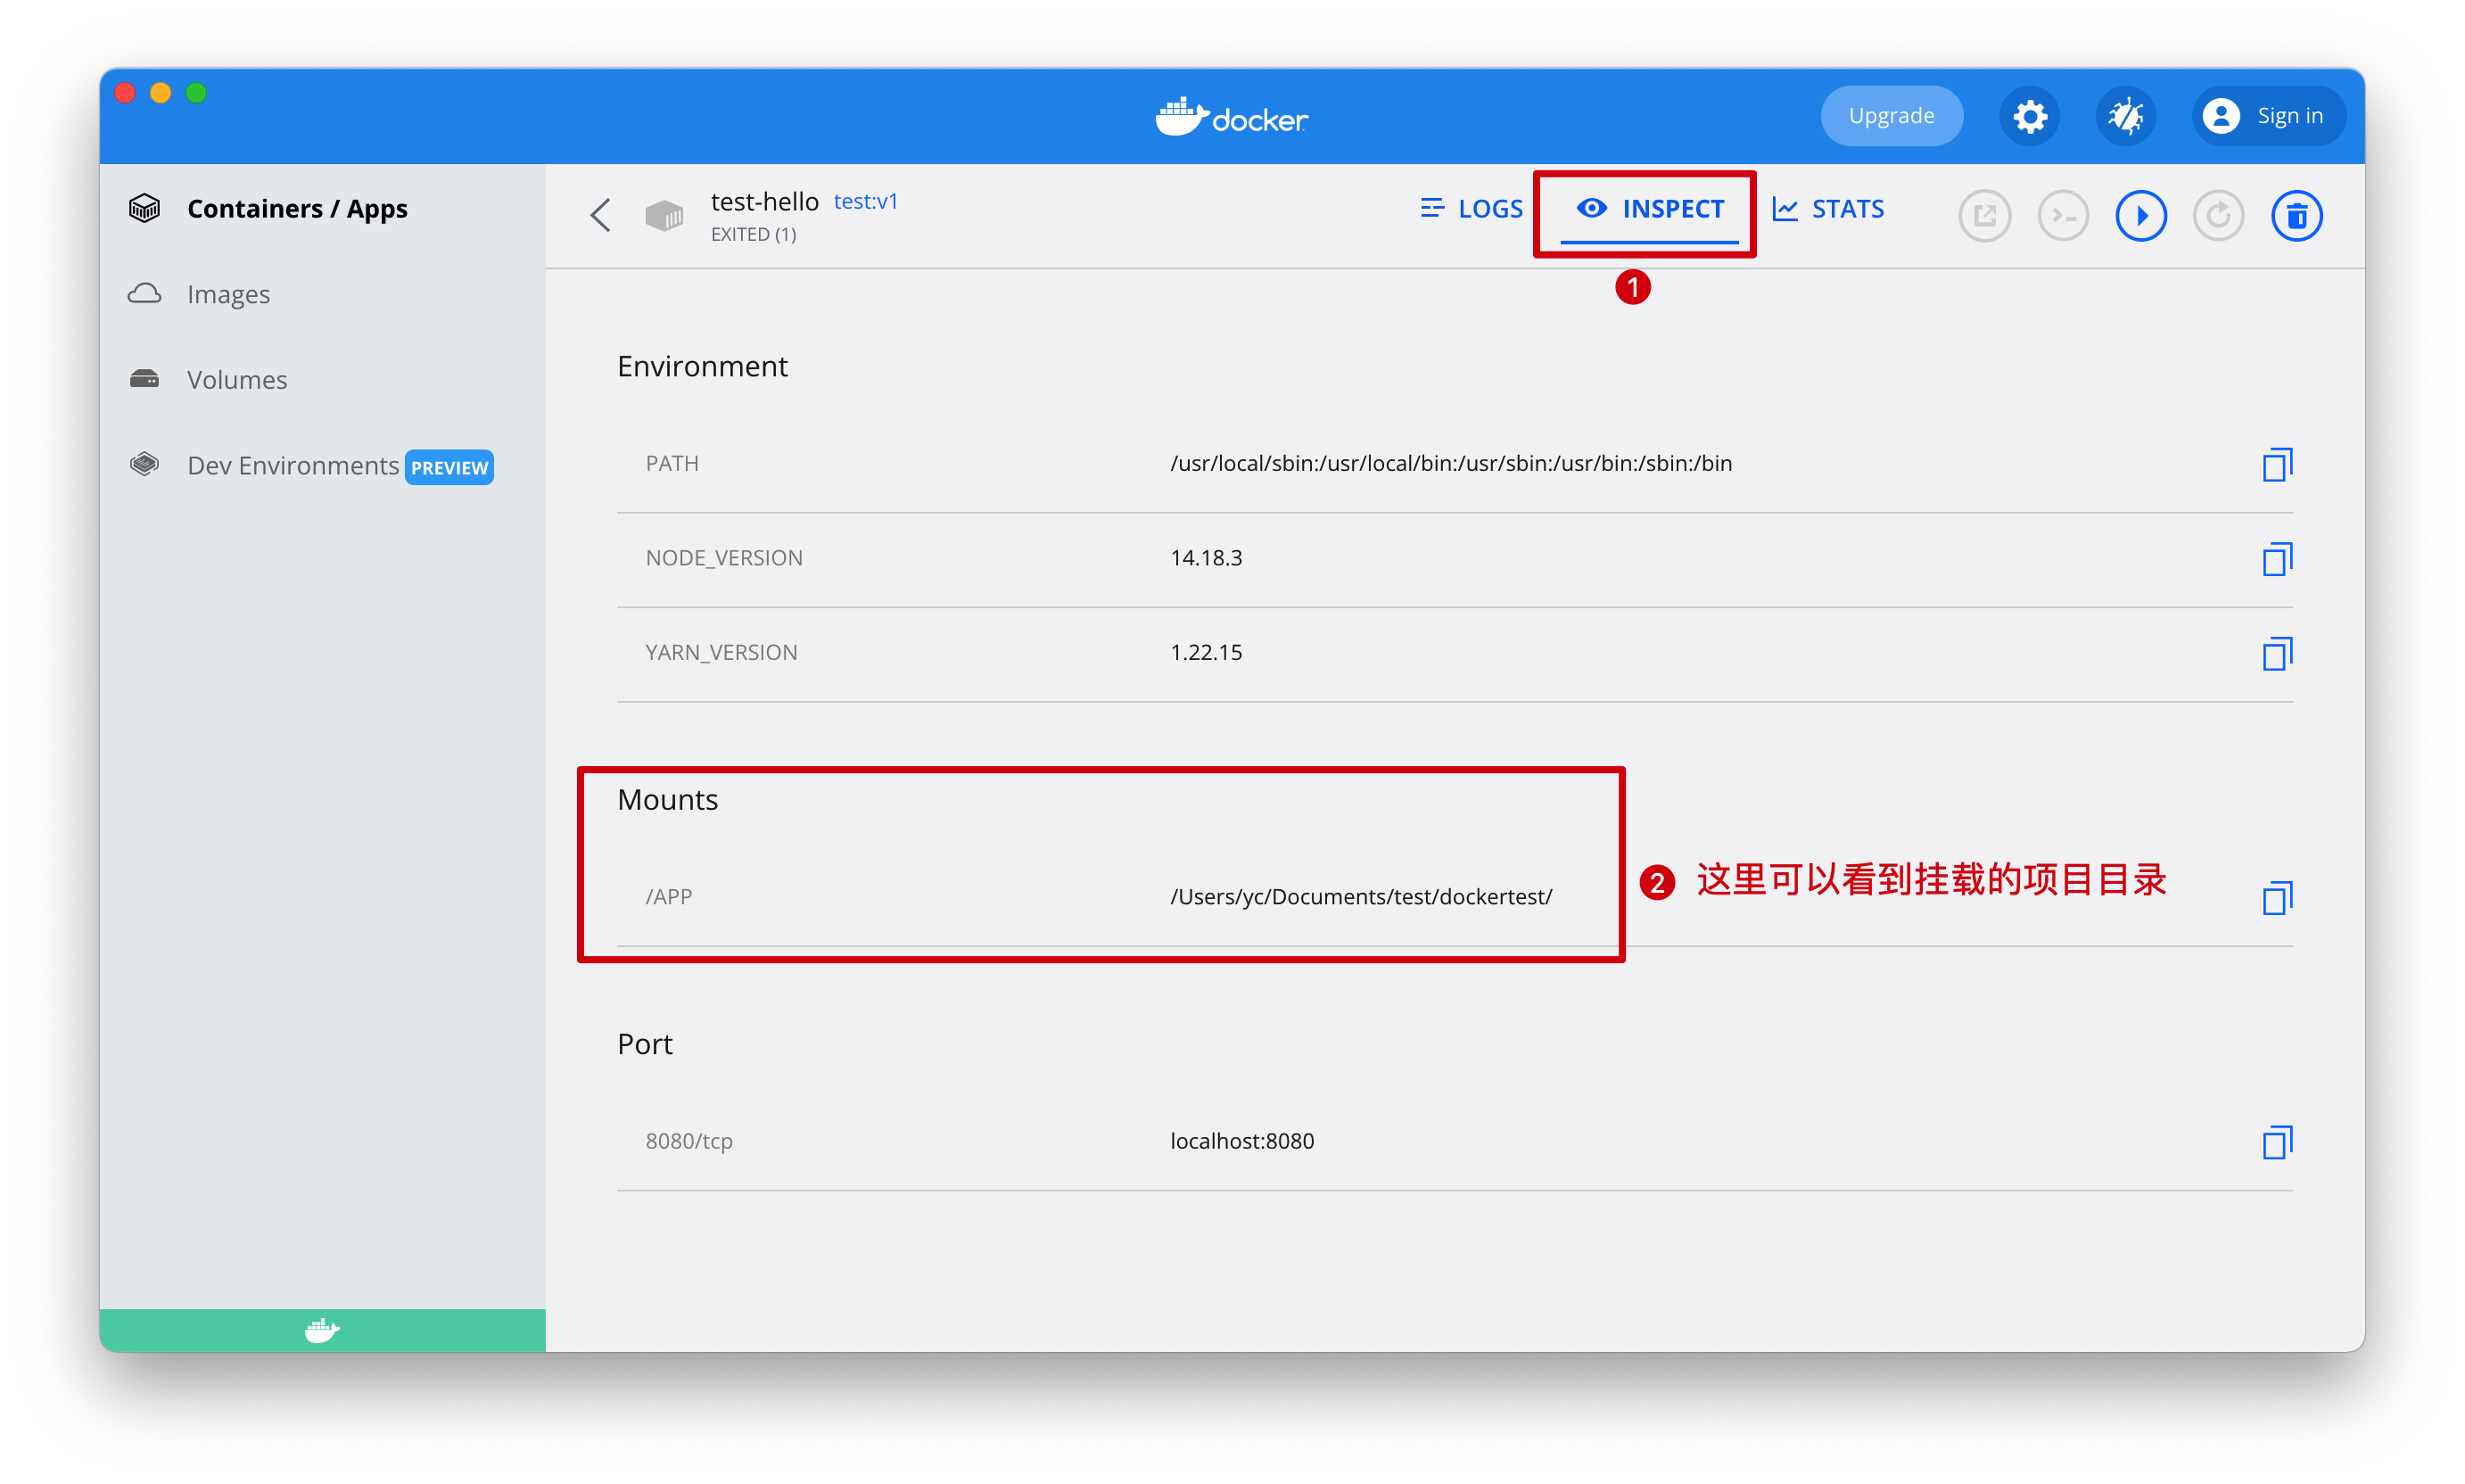 docker
Upgrade
Sign in
Containers / Apps
Images
Volumes
Dev Environments PREVIEW
test-hello test:v1
EXITED (1)
LOGS
INSPECT
STATS
1
Environment
PATH /usr/local/sbin:/usr/local/bin:/usr/sbin:/usr/bin:/sbin:/bin
NODE_VERSION 14.18.3
YARN_VERSION 1.22.15
Mounts
/APP /Users/yc/Documents/test/dockertest/
2 这里可以看到挂载的项目目录
Port
8080/tcp localhost:8080